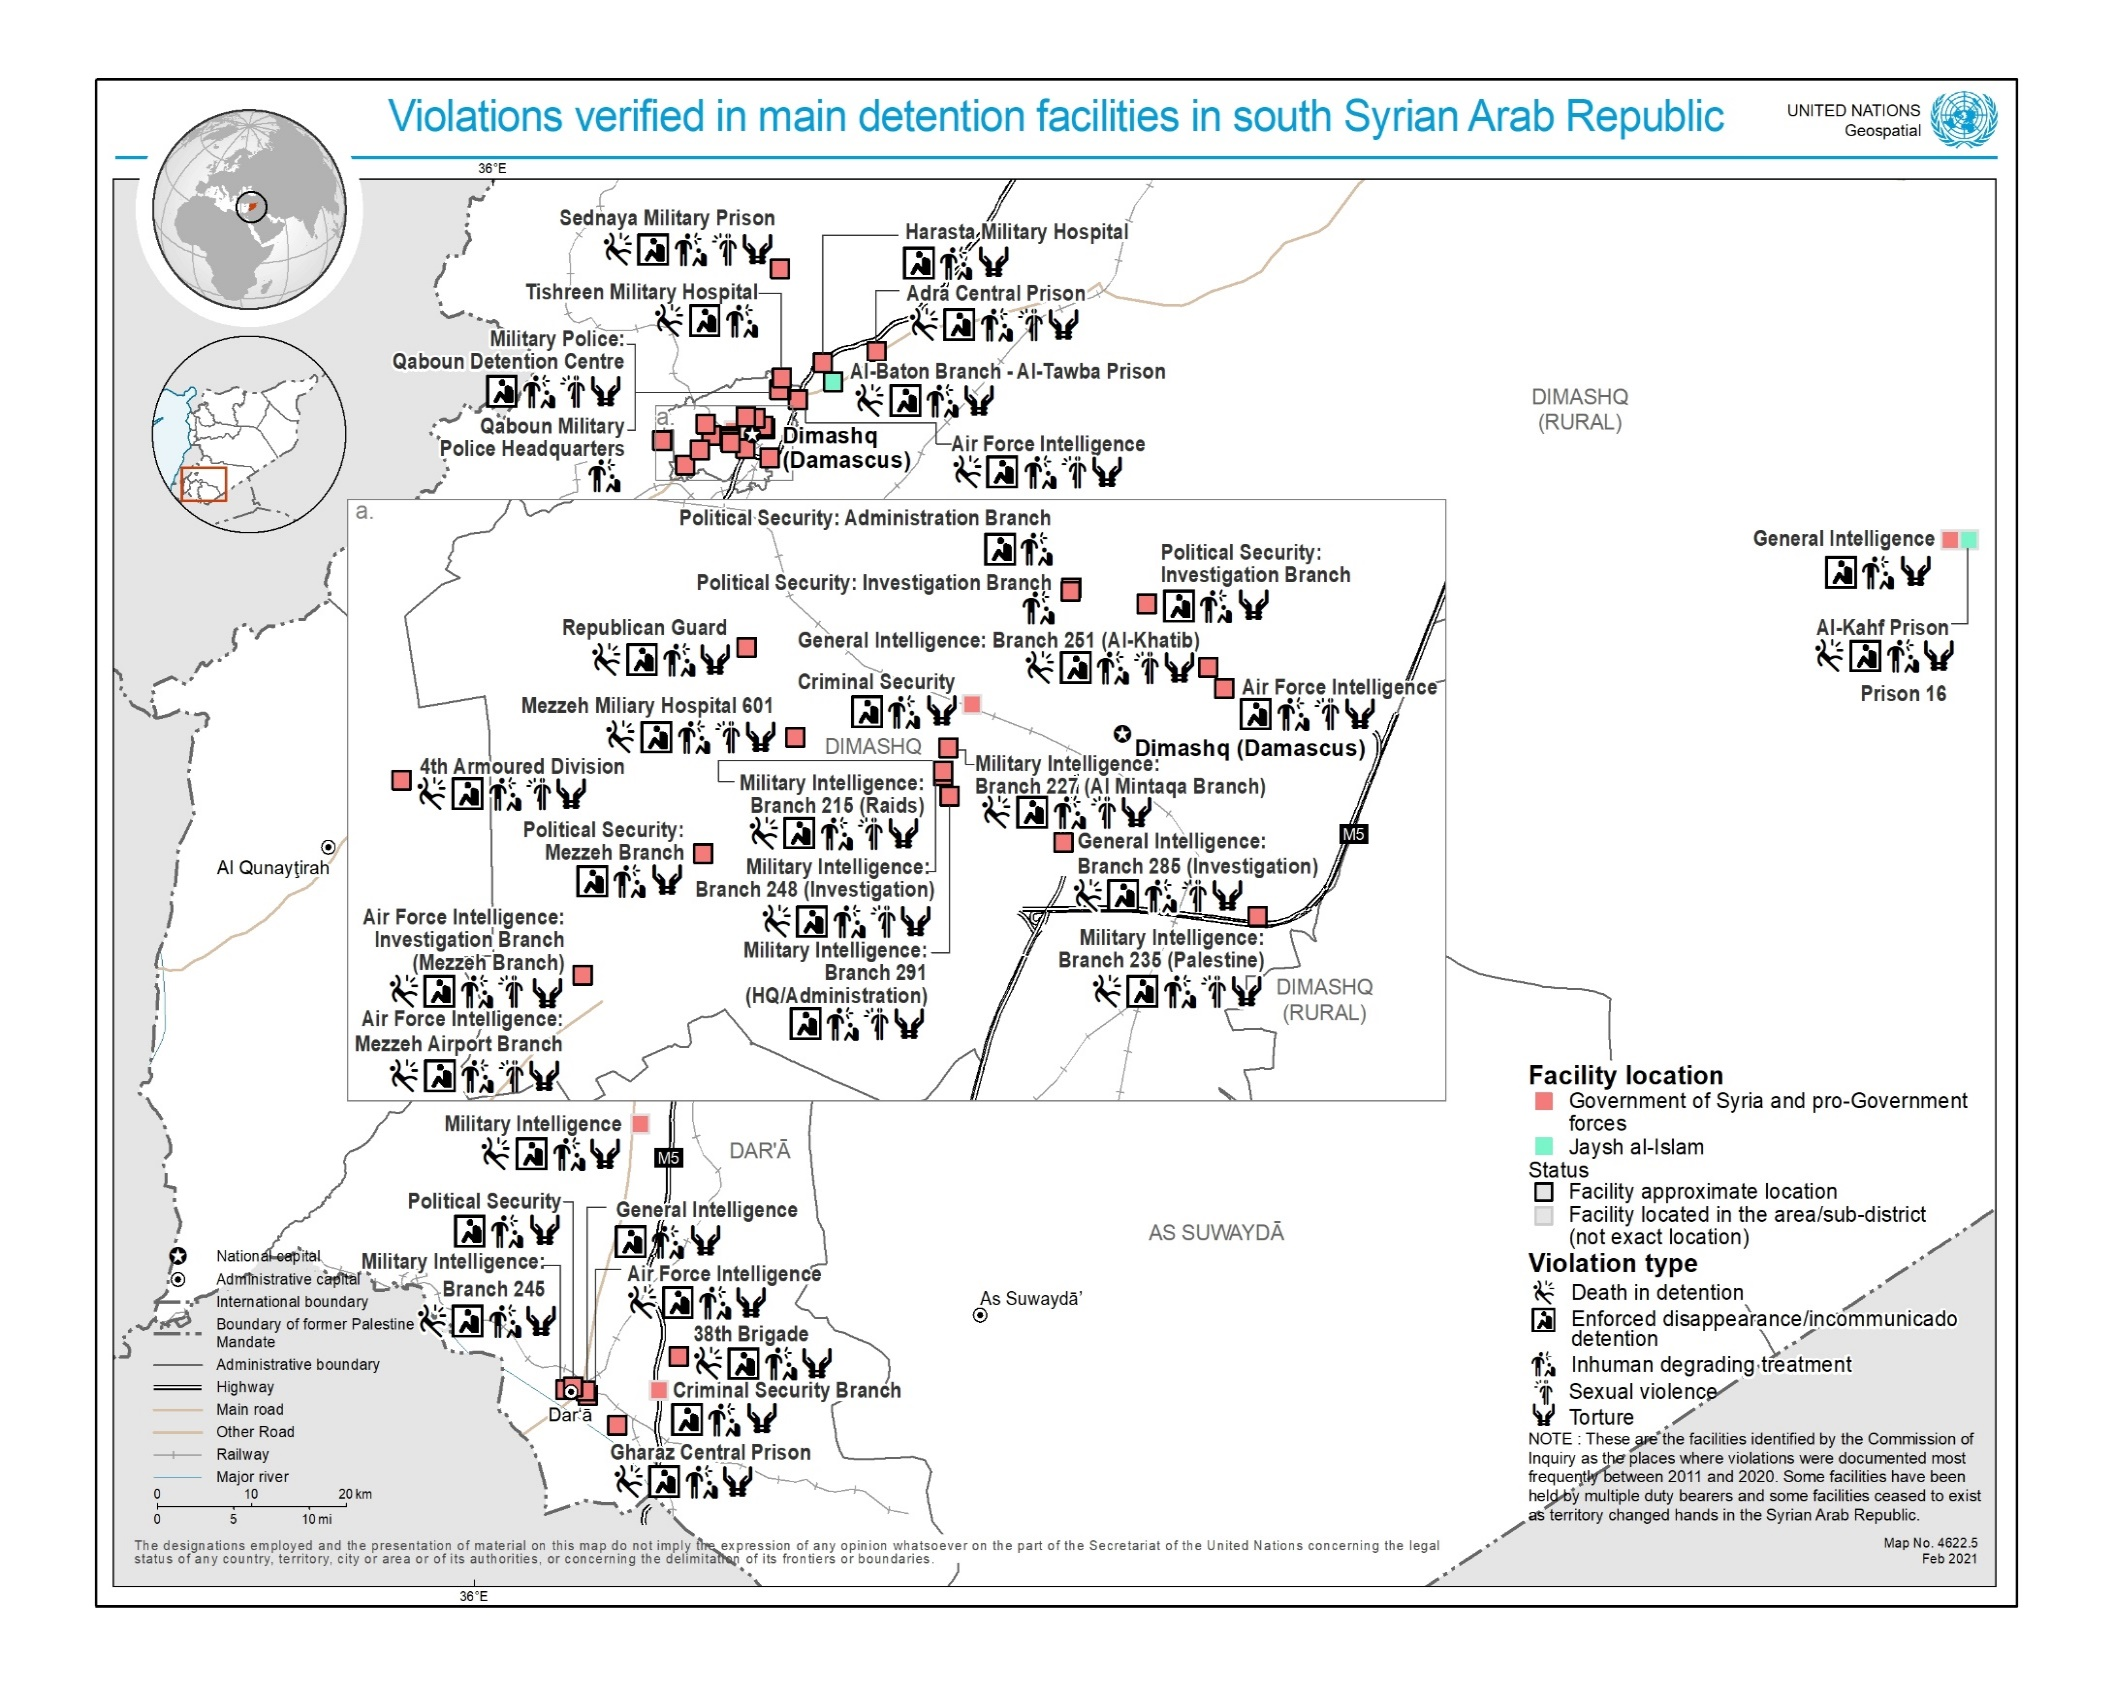 Violations verified in main detention facilities in south Syrian Arab Republic
UNITED NATIONS
Geospatial
36°E
Sednaya Military Prison
Harasta Military Hospital
Tishreen Military Hospital
Adra Central Prison
Military Police:
Qaboun Detention Centre
Al-Baton Branch - Al-Tawba Prison
Qaboun Military
Police Headquarters
a.
Dimashq
(Damascus)
Air Force Intelligence
DIMASHQ
(RURAL)
General Intelligence
Al-Kahf Prison
Prison 16
a.
Political Security: Administration Branch
Political Security: Investigation Branch
Political Security:
Investigation Branch
Republican Guard
General Intelligence: Branch 251 (Al-Khatib)
Criminal Security
Air Force Intelligence
Mezzeh Miliary Hospital 601
DIMASHQ
Dimashq (Damascus)
4th Armoured Division
Military Intelligence:
Branch 215 (Raids)
Military Intelligence:
Branch 227 (Al Mintaqa Branch)
Political Security:
Mezzeh Branch
M5
Military Intelligence:
Branch 248 (Investigation)
General Intelligence:
Branch 285 (Investigation)
Air Force Intelligence:
Investigation Branch
(Mezzeh Branch)
Military Intelligence:
Branch 291
(HQ/Administration)
Military Intelligence:
Branch 235 (Palestine)
DIMASHQ
(RURAL)
Air Force Intelligence:
Mezzeh Airport Branch
Al Qunayţirah
Military Intelligence
M5
DAR'Ā
Political Security
General Intelligence
Military Intelligence:
Branch 245
Air Force Intelligence
38th Brigade
Criminal Security Branch
Dar'ā
Gharaz Central Prison
AS SUWAYDĀ
As Suwaydā’
National capital
Administrative capital
International boundary
Boundary of former Palestine
Mandate
Administrative boundary
Highway
Main road
Other Road
Railway
Major river
0 10 20 km
0 5 10 mi
Facility location
Government of Syria and pro-Government
forces
Jaysh al-Islam
Status
Facility approximate location
Facility located in the area/sub-district
(not exact location)
Violation type
Death in detention
Enforced disappearance/incommunicado
detention
Inhuman degrading treatment
Sexual violence
Torture
NOTE : These are the facilities identified by the Commission of
Inquiry as the places where violations were documented most
frequently between 2011 and 2020. Some facilities have been
held by multiple duty bearers and some facilities ceased to exist
as territory changed hands in the Syrian Arab Republic.
The designations employed and the presentation of material on this map do not imply the expression of any opinion whatsoever on the part of the Secretariat of the United Nations concerning the legal
status of any country, territory, city or area or of its authorities, or concerning the delimitation of its frontiers or boundaries.
Map No. 4622.5
Feb 2021
36°E